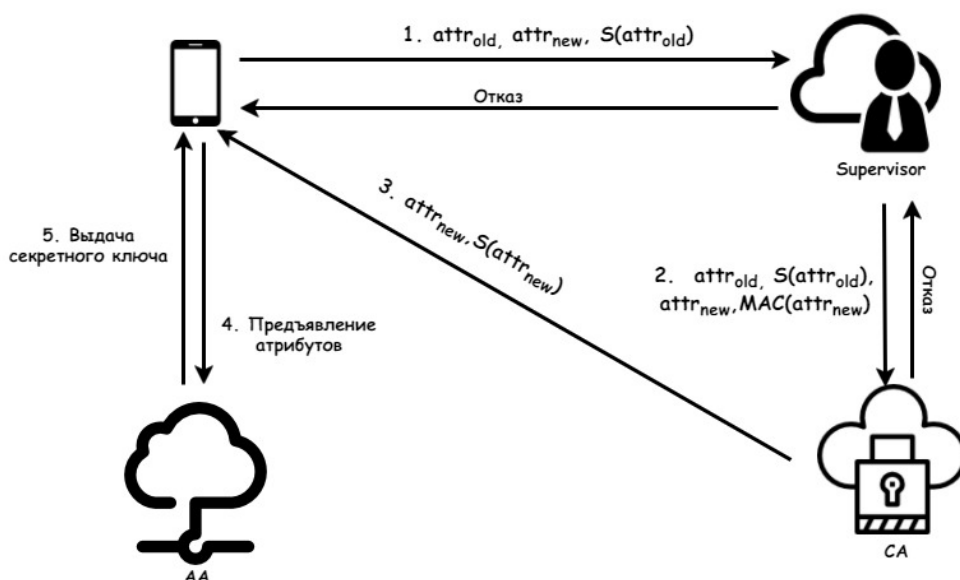 1. attr_old, attr_new, S(attr_old)
Отказ
Supervisor
3. attr_new, S(attr_new)
5. Выдача
секретного ключа
2. attr_old, S(attr_old),
attr_new, MAC(attr_new)
Отказ
4. Предъявление
атрибутов
AA
CA